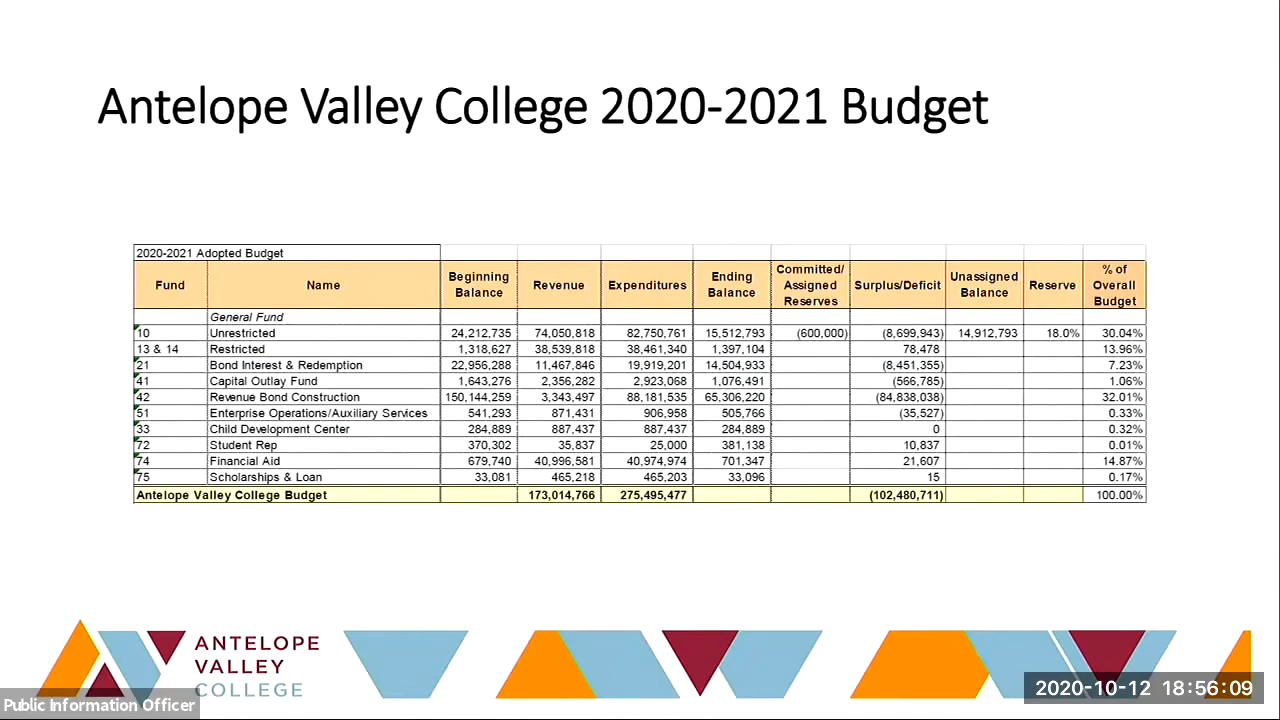 Antelope Valley College 2020-2021 Budget
2020-2021 Adopted Budget
Fund Name Beginning Balance Revenue Expenditures Ending Balance Committed/ Assigned Reserves Surplus/Deficit Unassigned Balance Reserve % of Overall Budget
General Fund
10 Unrestricted 24,212,735 74,050,818 82,750,761 15,512,793 (600,000) (8,699,943) 14,912,793 18.0% 30.04%
13 & 14 Restricted 1,318,627 38,539,818 38,461,340 1,397,104 78,478 13.96%
21 Bond Interest & Redemption 22,956,288 11,467,846 19,919,201 14,504,933 (8,451,355) 7.23%
41 Capital Outlay Fund 1,643,276 2,356,282 2,923,068 1,076,491 (566,785) 1.06%
42 Revenue Bond Construction 150,144,259 3,343,497 88,181,535 65,306,220 (84,838,038) 32.01%
51 Enterprise Operations/Auxiliary Services 541,293 871,431 906,958 505,766 (35,527) 0.33%
33 Child Development Center 284,889 887,437 887,437 284,889 0 0.32%
72 Student Rep 370,302 35,837 25,000 381,138 10,837 0.01%
74 Financial Aid 679,740 40,996,581 40,974,974 701,347 21,607 14.87%
75 Scholarships & Loan 33,081 465,218 465,203 33,096 15 0.17%
Antelope Valley College Budget 173,014,766 275,495,477 (102,480,711) 100.00%
ANTELOPE
VALLEY
COLLEGE
Public Information Officer
2020-10-12 18:56:09